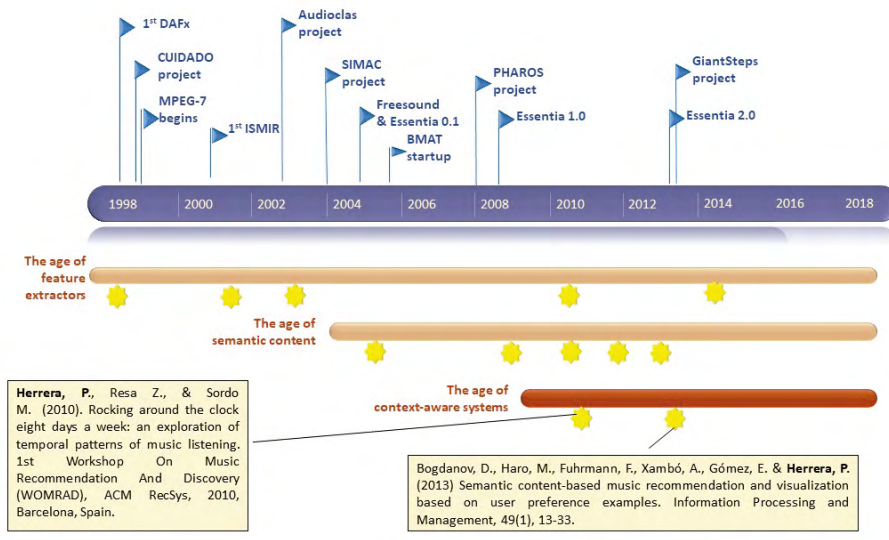 1st DAFx
CUIDADO
project
MPEG-7
begins
1st ISMIR
Audioclas
project
SIMAC
project
Freesound
& Essentia 0.1
BMAT
startup
PHAROS
project
Essentia 1.0
GiantSteps
project
Essentia 2.0
1998 2000 2002 2004 2006 2008 2010 2012 2014 2016 2018
The age of
feature
extractors
The age of
semantic content
The age of
context-aware systems
Herrera, P., Resa Z., & Sordo
M. (2010). Rocking around the clock
eight days a week: an exploration of
temporal patterns of music listening.
1st Workshop On Music
Recommendation And Discovery
(WOMRAD), ACM RecSys, 2010,
Barcelona, Spain.
Bogdanov, D., Haro, M., Fuhrmann, F., Xambó, A., Gómez, E. & Herrera, P.
(2013) Semantic content-based music recommendation and visualization
based on user preference examples. Information Processing and
Management, 49(1), 13-33.